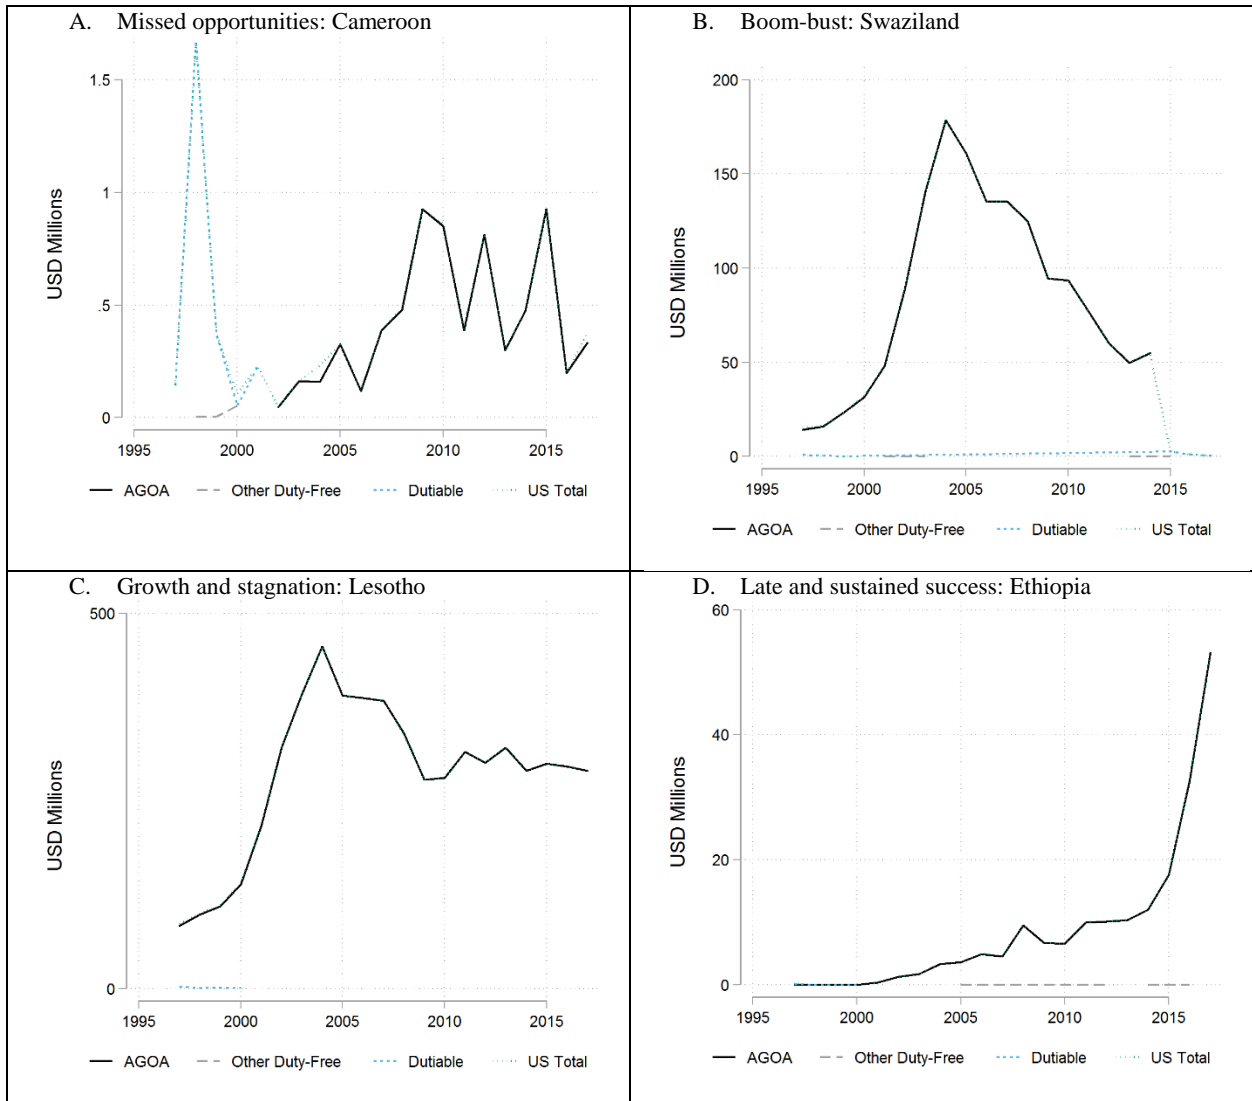 A. Missed opportunities: Cameroon
1.5
1
.5
0
USD Millions
1995 2000 2005 2010 2015
AGOA Other Duty-Free Dutiable US Total
B. Boom-bust: Swaziland
200
150
100
50
0
USD Millions
1995 2000 2005 2010 2015
AGOA Other Duty-Free Dutiable US Total
C. Growth and stagnation: Lesotho
500
0
USD Millions
1995 2000 2005 2010 2015
AGOA Other Duty-Free Dutiable US Total
D. Late and sustained success: Ethiopia
60
40
20
0
USD Millions
1995 2000 2005 2010 2015
AGOA Other Duty-Free Dutiable US Total